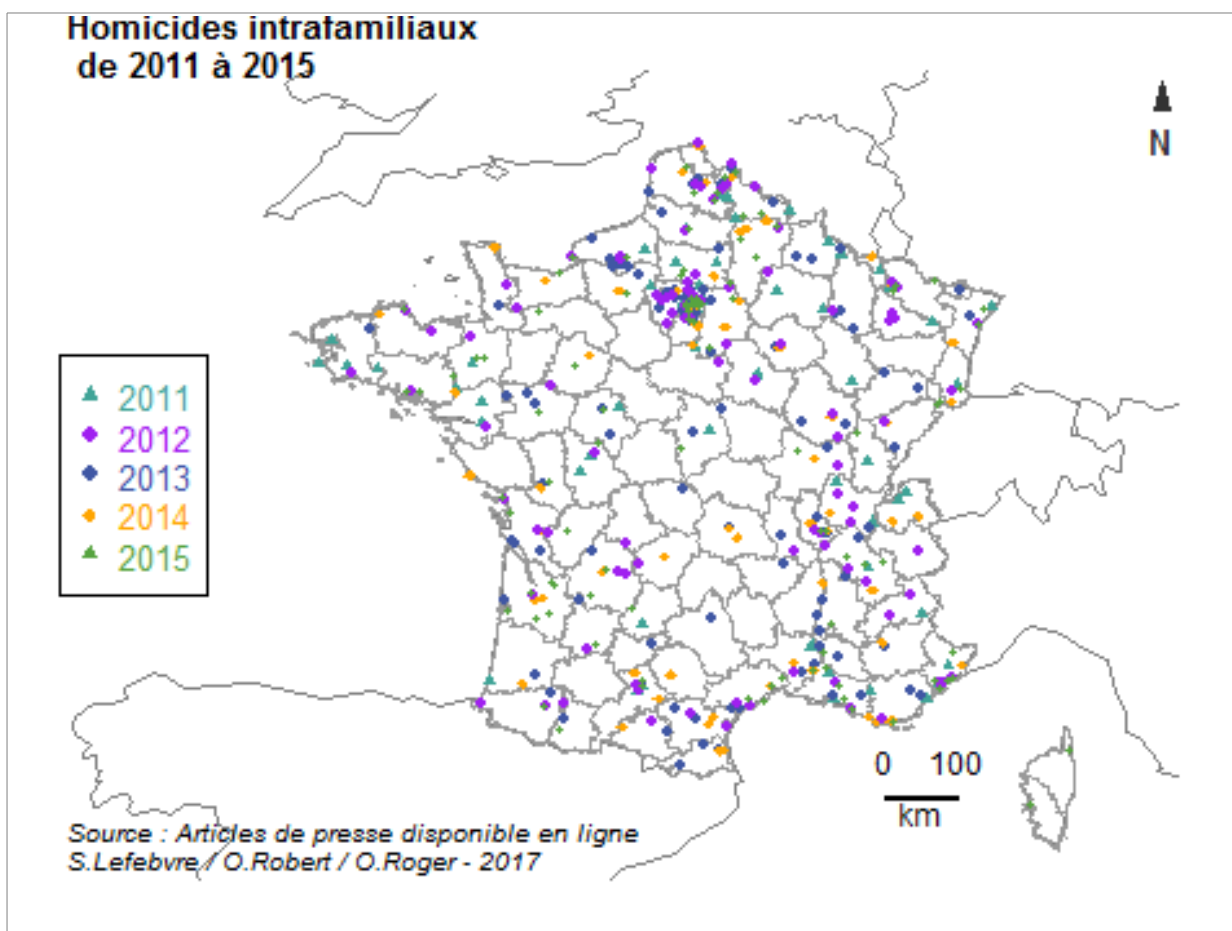 Homicides intrafamiliaux
de 2011 à 2015
N
2011
2012
2013
2014
2015
0 100
km
Source : Articles de presse disponible en ligne
S.Lefebvre / O.Robert / O.Roger - 2017